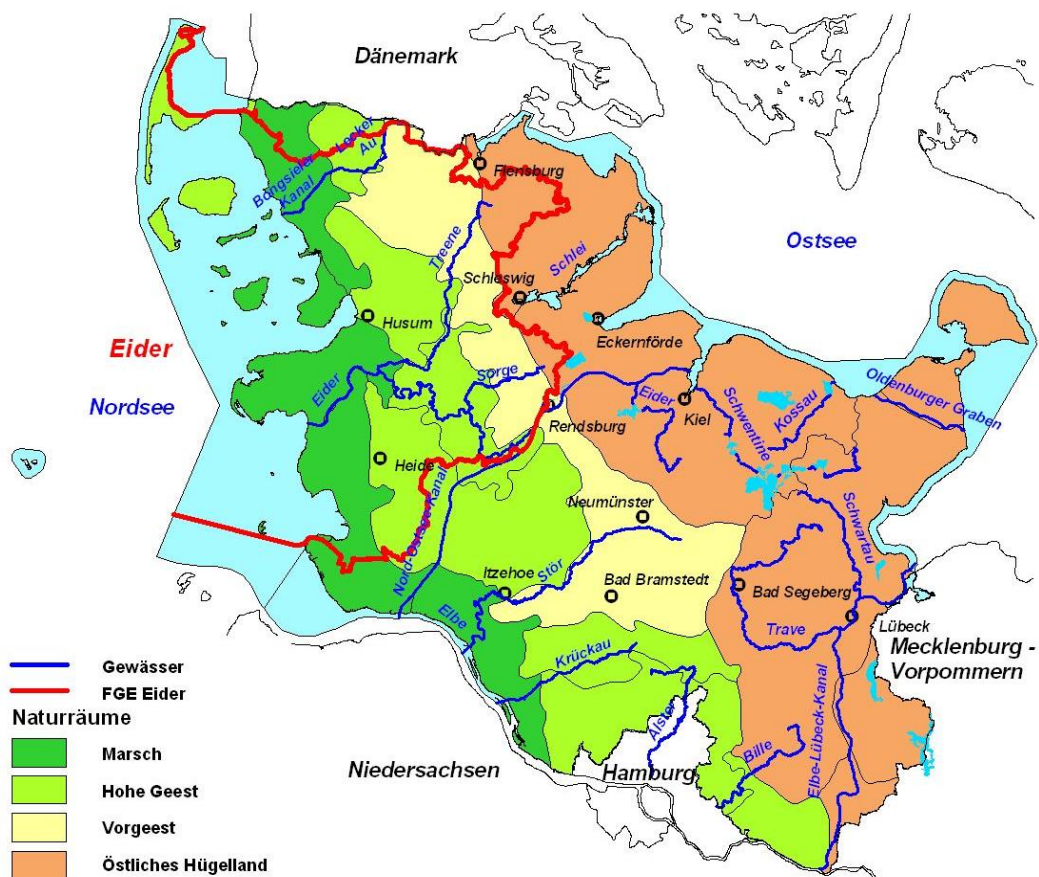 Dänemark
Lecker
Au
Bongsieler
Kanal
Flensburg
Treene
Ostsee
Schlei
Schleswig
Husum
Eckernförde
Eider
Nordsee
Eider
Sorge
Rendsburg
Eider
Kiel
Schwentine
Kossau
Oldenburger Graben
Heide
Nord-Ostsee-Kanal
Neumünster
Schwartau
Itzehoe
Stör
Bad Bramstedt
Bad Segeberg
Elbe
Trave
Lübeck
Krückau
Mecklenburg -
Vorpommern
Alster
Bille
Elbe-Lübeck-Kanal
Niedersachsen
Hamburg
Gewässer
FGE Eider
Naturräume
Marsch
Hohe Geest
Vorgeest
Östliches Hügelland